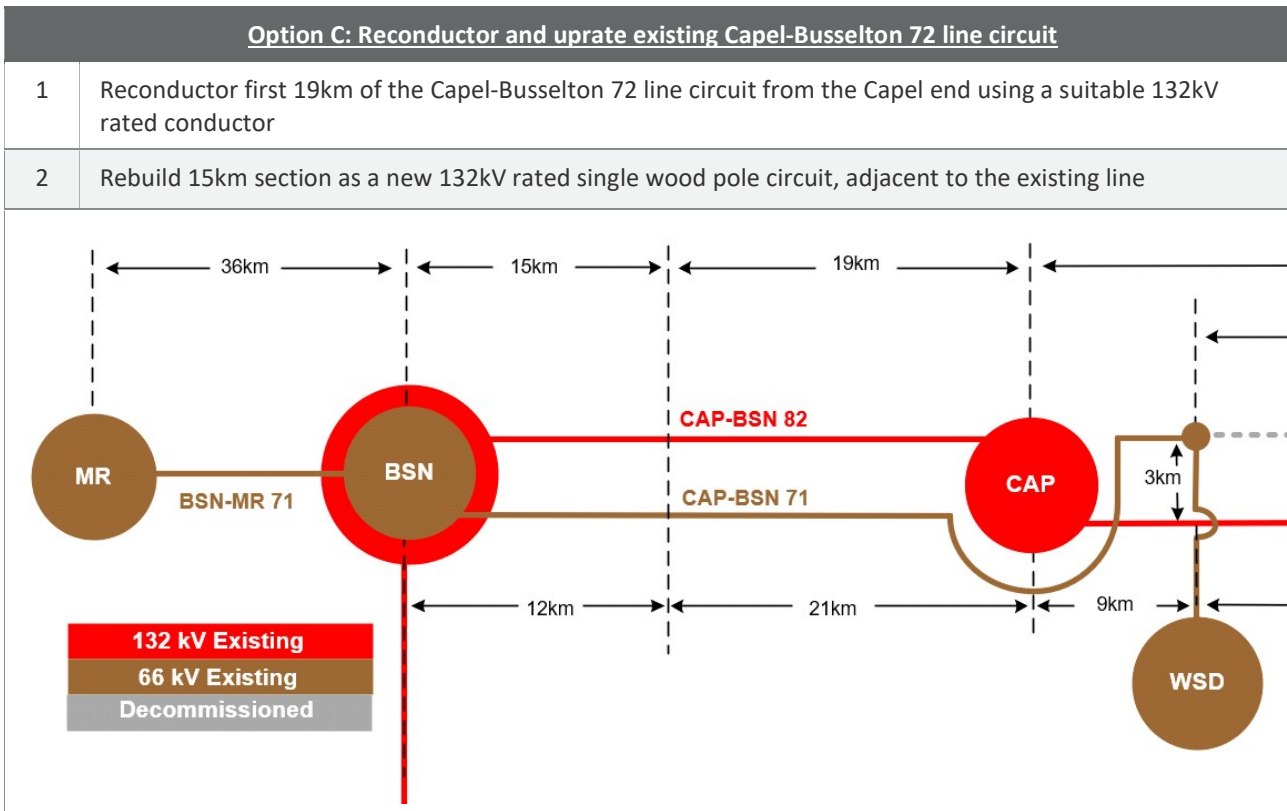 Option C: Reconductor and uprate existing Capel-Busselton 72 line circuit
1 Reconductor first 19km of the Capel-Busselton 72 line circuit from the Capel end using a suitable 132kV
rated conductor
2 Rebuild 15km section as a new 132kV rated single wood pole circuit, adjacent to the existing line
36km 15km 19km
CAP-BSN 82
MR BSN CAP
3km
BSN-MR 71 CAP-BSN 71
12km 21km 9km
132 kV Existing
66 kV Existing
WSD
Decommissioned